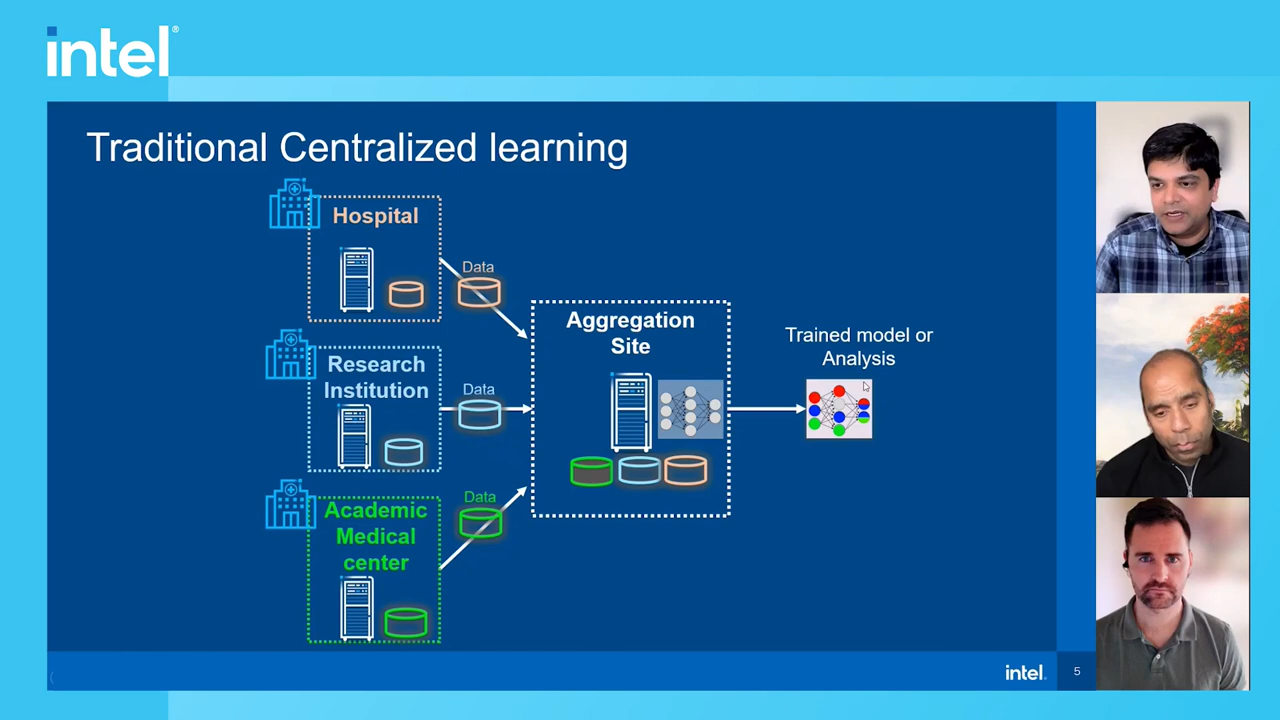 intel®
Traditional Centralized learning
Hospital
Data
Research
Institution
Data
Academic
Medical
center
Data
Aggregation
Site
Trained model or
Analysis
intel.
5